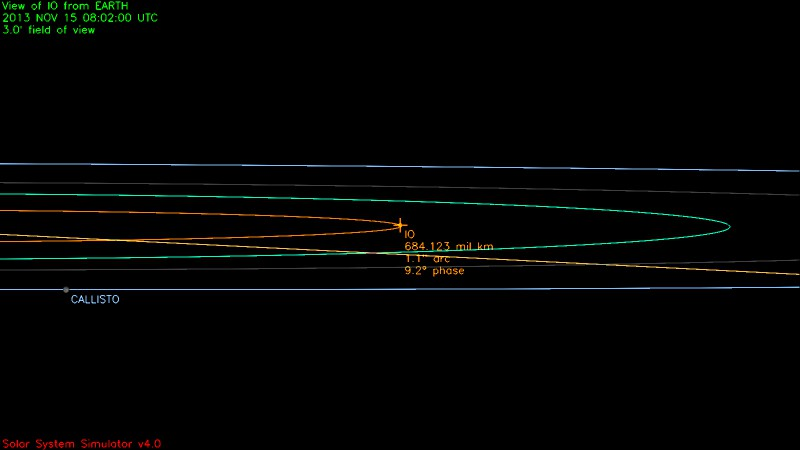 View of IO from EARTH
2013 NOV 15 08:02:00 UTC
3.0' field of view
IO
684.123 mil km
1.1" arc
9.2° phase
CALLISTO
Solar System Simulator v4.0